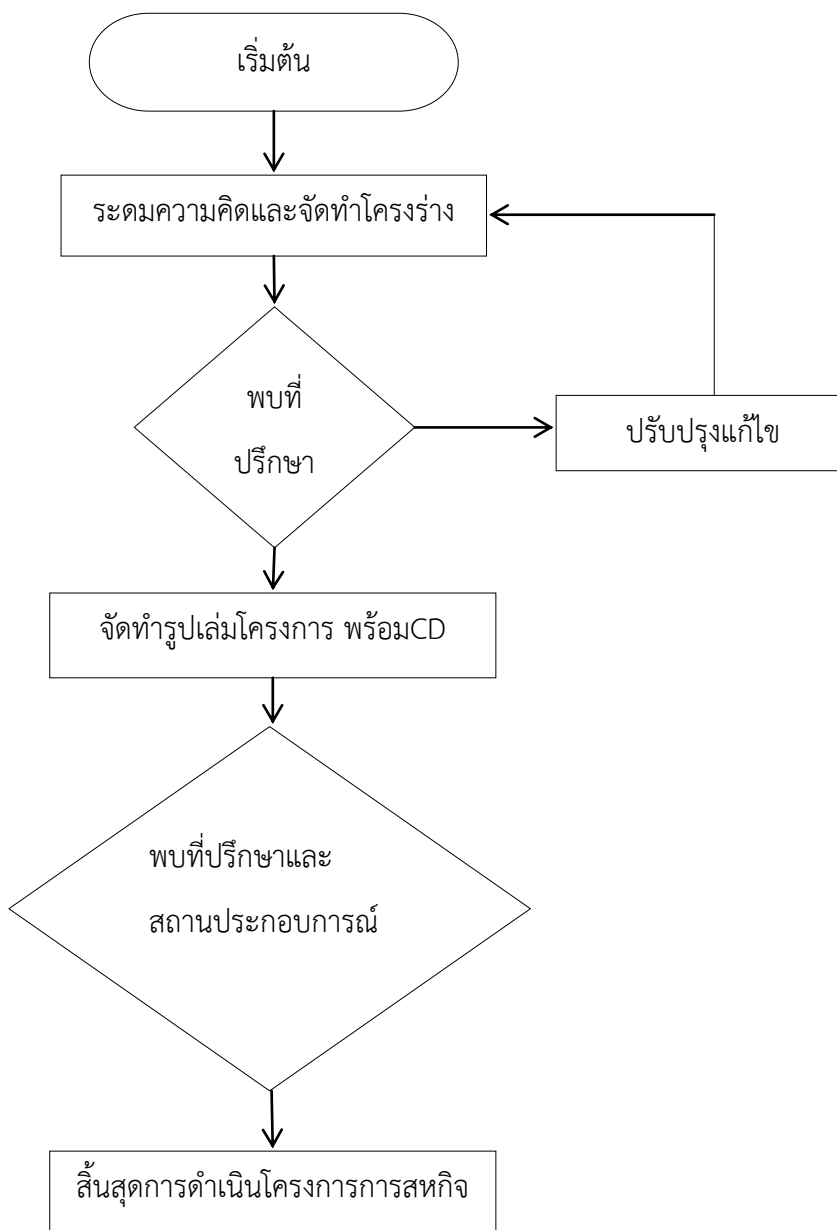 เริ่มต้น
ระดมความคิดและจัดทำโครงร่าง
พบที่
ปรึกษา
ปรับปรุงแก้ไข
จัดทำรูปเล่มโครงการ พร้อมCD
พบที่ปรึกษาและ
สถานประกอบการณ์
สิ้นสุดการดำเนินโครงการการสหกิจ